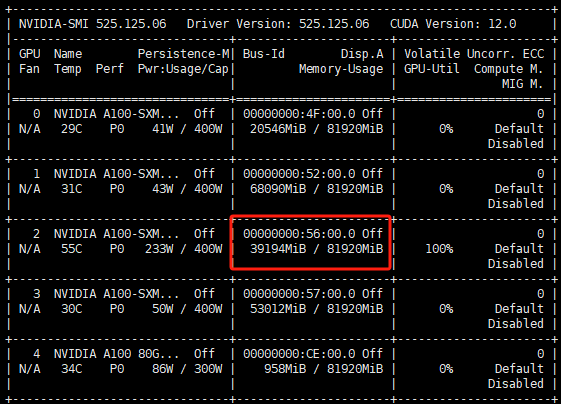 NVIDIA-SMI 525.125.06   Driver Version: 525.125.06   CUDA Version: 12.0
GPU  Name        Persistence-M| Bus-Id        Disp.A | Volatile Uncorr. ECC
Fan  Temp  Perf  Pwr:Usage/Cap|         Memory-Usage | GPU-Util  Compute M.
MIG M.
0  NVIDIA A100-SXM...  Off  | 00000000:4F:00.0 Off |                    0
N/A   29C    P0    41W / 400W |  20546MiB / 81920MiB |      0%      Default
Disabled
1  NVIDIA A100-SXM...  Off  | 00000000:52:00.0 Off |                    0
N/A   31C    P0    43W / 400W |  68090MiB / 81920MiB |      0%      Default
Disabled
2  NVIDIA A100-SXM...  Off  | 00000000:56:00.0 Off |                    0
N/A   55C    P0   233W / 400W |  39194MiB / 81920MiB |    100%      Default
Disabled
3  NVIDIA A100-SXM...  Off  | 00000000:57:00.0 Off |                    0
N/A   30C    P0    50W / 400W |  53012MiB / 81920MiB |      0%      Default
Disabled
4  NVIDIA A100 80G...  Off  | 00000000:CE:00.0 Off |                    0
N/A   34C    P0    86W / 300W |    958MiB / 81920MiB |      0%      Default
Disabled